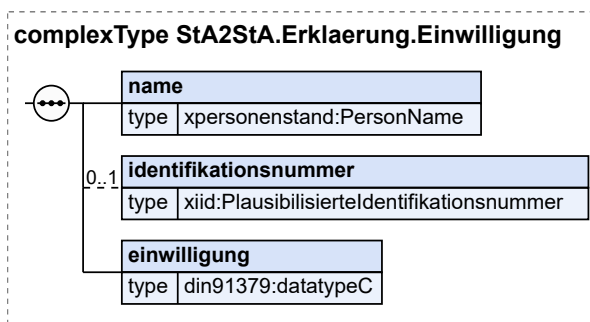 complexType StA2StA.Erklaerung.Einwilligung
name
type xpersonenstand:PersonName
0..1
identifikationsnummer
type xiid:PlausibilisierteIdentifikationsnummer
einwilligung
type din91379:datatypeC